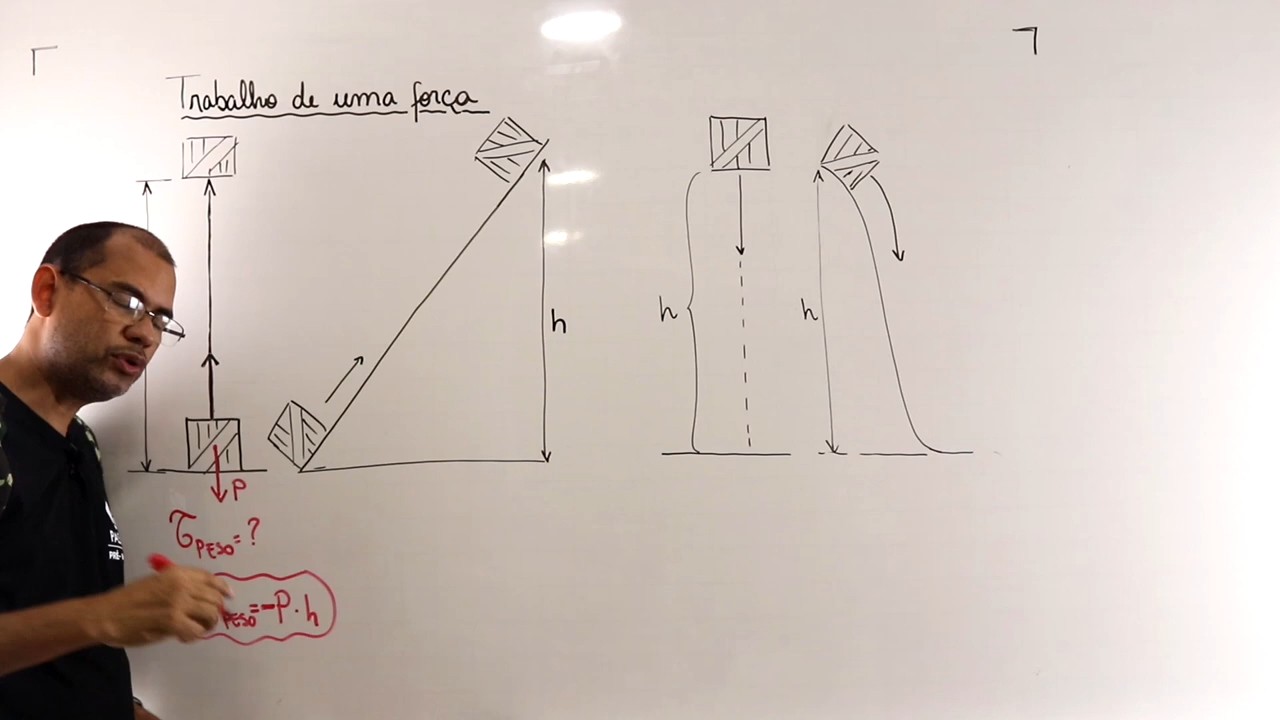 Trabalho de uma força
h
h
h
P
τPESO=?
PESO=-P·h